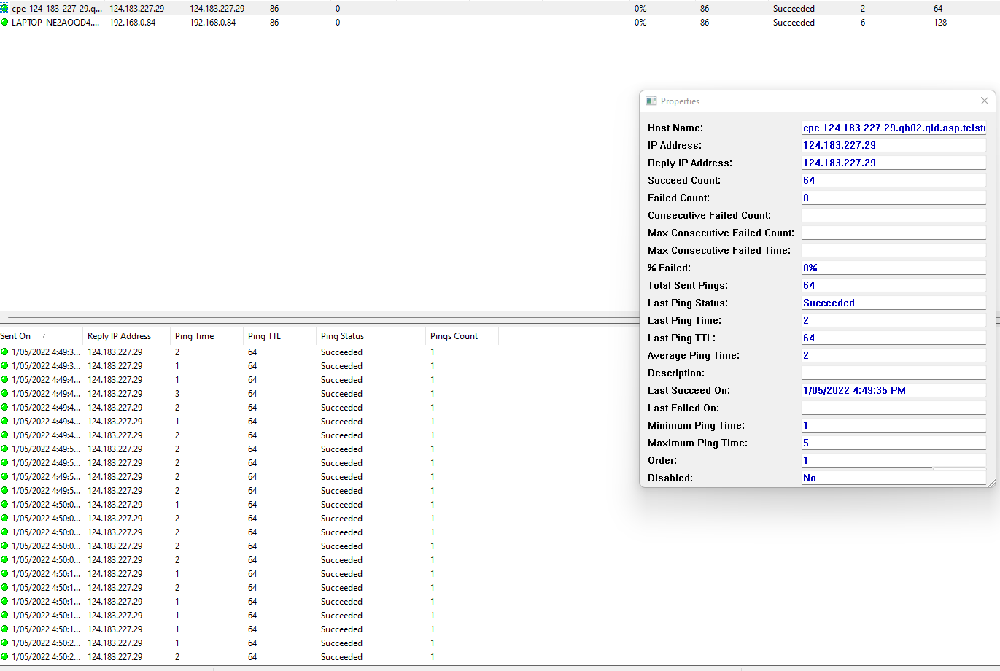 cpe-124-183-227-29.q... 124.183.227.29 124.183.227.29 86 0 0% 86 Succeeded 2 64
LAPTOP-NE2AOQD4.... 192.168.0.84 192.168.0.84 86 0 0% 86 Succeeded 6 128
Properties
Host Name: cpe-124-183-227-29.qb02.qld.asp.telst
IP Address: 124.183.227.29
Reply IP Address: 124.183.227.29
Succeed Count: 64
Failed Count: 0
Consecutive Failed Count:
Max Consecutive Failed Count:
Max Consecutive Failed Time:
% Failed: 0%
Total Sent Pings: 64
Last Ping Status: Succeeded
Last Ping Time: 2
Last Ping TTL: 64
Average Ping Time: 2
Description:
Last Succeed On: 1/05/2022 4:49:35 PM
Last Failed On:
Minimum Ping Time: 1
Maximum Ping Time: 5
Order: 1
Disabled: No
Sent On Reply IP Address Ping Time Ping TTL Ping Status Pings Count
1/05/2022 4:49:3... 124.183.227.29 2 64 Succeeded 1
1/05/2022 4:49:3... 124.183.227.29 1 64 Succeeded 1
1/05/2022 4:49:4... 124.183.227.29 1 64 Succeeded 1
1/05/2022 4:49:4... 124.183.227.29 3 64 Succeeded 1
1/05/2022 4:49:4... 124.183.227.29 2 64 Succeeded 1
1/05/2022 4:49:4... 124.183.227.29 1 64 Succeeded 1
1/05/2022 4:49:4... 124.183.227.29 2 64 Succeeded 1
1/05/2022 4:49:5... 124.183.227.29 2 64 Succeeded 1
1/05/2022 4:49:5... 124.183.227.29 2 64 Succeeded 1
1/05/2022 4:49:5... 124.183.227.29 2 64 Succeeded 1
1/05/2022 4:49:5... 124.183.227.29 2 64 Succeeded 1
1/05/2022 4:50:0... 124.183.227.29 1 64 Succeeded 1
1/05/2022 4:50:0... 124.183.227.29 2 64 Succeeded 1
1/05/2022 4:50:0... 124.183.227.29 2 64 Succeeded 1
1/05/2022 4:50:0... 124.183.227.29 2 64 Succeeded 1
1/05/2022 4:50:0... 124.183.227.29 2 64 Succeeded 1
1/05/2022 4:50:1... 124.183.227.29 1 64 Succeeded 1
1/05/2022 4:50:1... 124.183.227.29 2 64 Succeeded 1
1/05/2022 4:50:1... 124.183.227.29 1 64 Succeeded 1
1/05/2022 4:50:1... 124.183.227.29 1 64 Succeeded 1
1/05/2022 4:50:1... 124.183.227.29 1 64 Succeeded 1
1/05/2022 4:50:2... 124.183.227.29 1 64 Succeeded 1
1/05/2022 4:50:2... 124.183.227.29 2 64 Succeeded 1